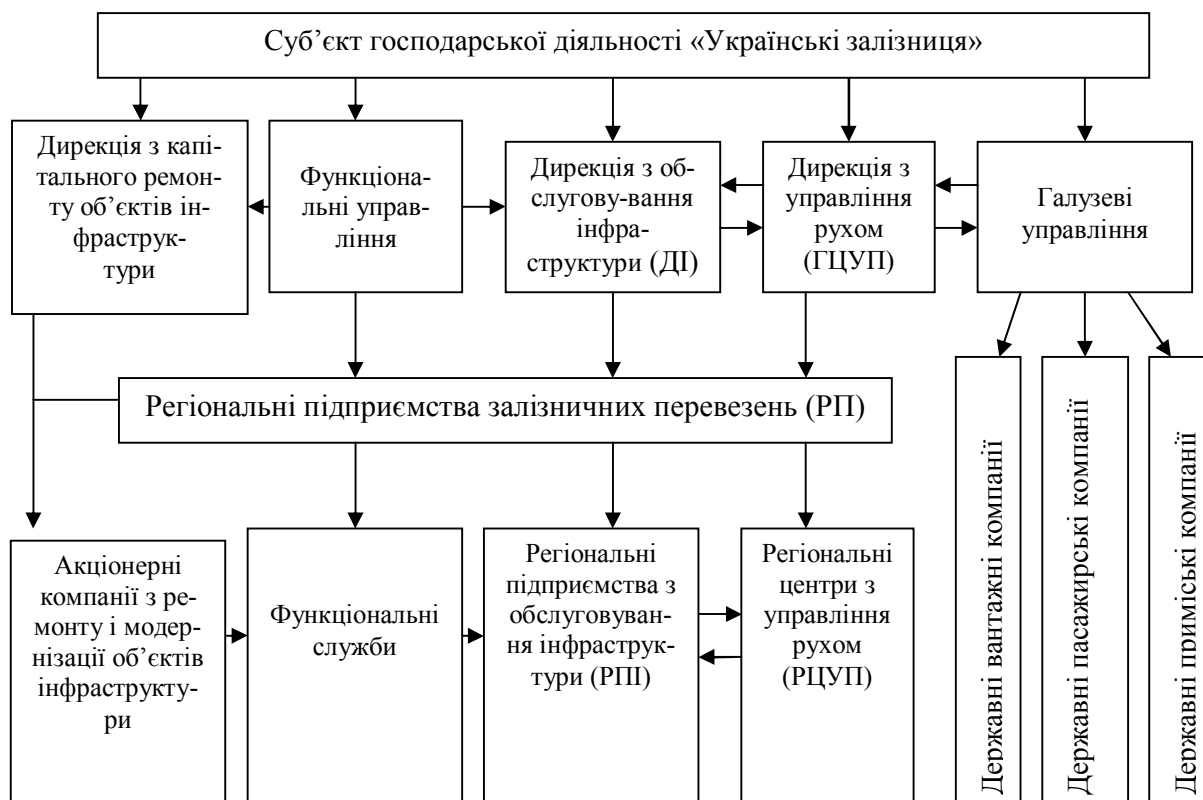 Суб’єкт господарської діяльності «Українські залізниця»
Дирекція з капі-
тального ремон-
ту об’єктів ін-
фраструк-
тури
Функціона-
льні управ-
ління
Дирекція з об-
слугову-вання
інфра-
структури (ДІ)
Дирекція з
управління
рухом
(ГЦУП)
Галузеві
управління
Регіональні підприємства залізничних перевезень (РП)
Акціонерні
компанії з ре-
монту і модер-
нізації об’єктів
інфраструкту-
ри
Функціональні
служби
Регіональні
підприємства з
обслуговуван-
ня інфраструк-
тури (РПІ)
Регіональні
центри з
управління
рухом
(РЦУП)
Державні вантажні компанії
Державні пасажирські компанії
Державні приміські компанії